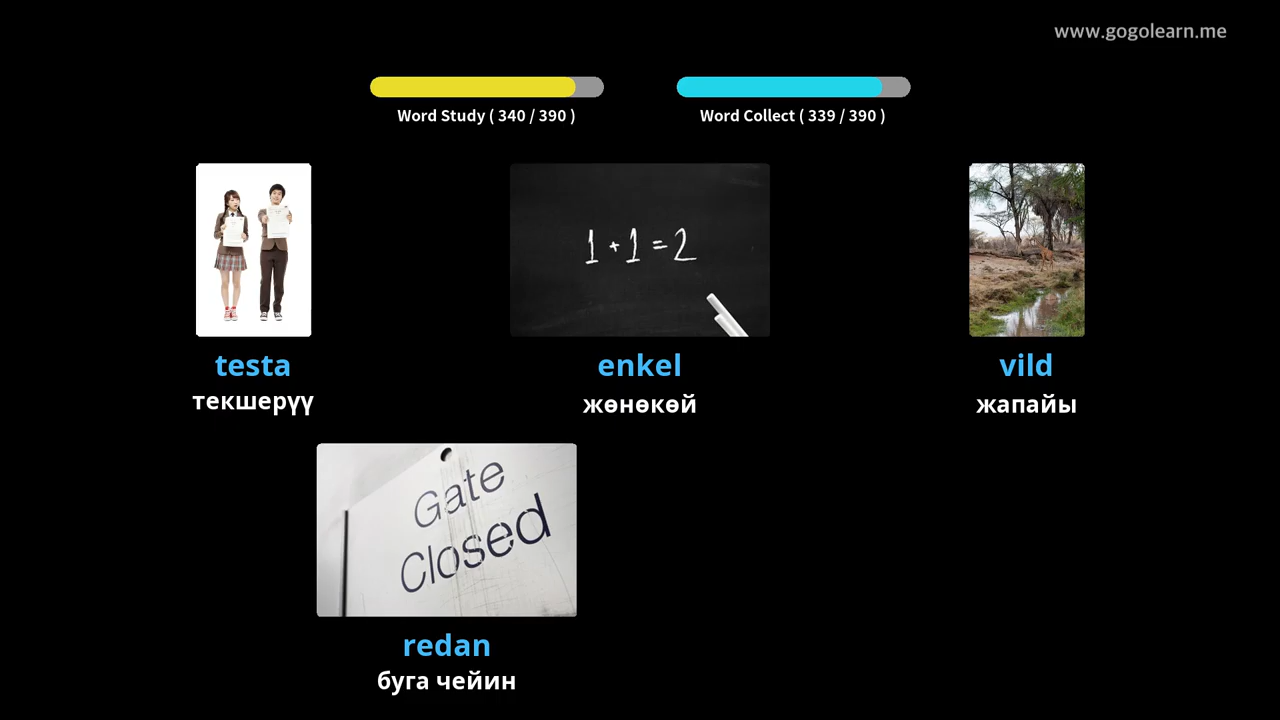 www.gogolearn.me
Word Study ( 340 / 390 )
Word Collect ( 339 / 390 )
1 + 1 = 2
testa
текшерүү
enkel
жөнөкөй
vild
жапайы
Gate
Closed
redan
буга чейин